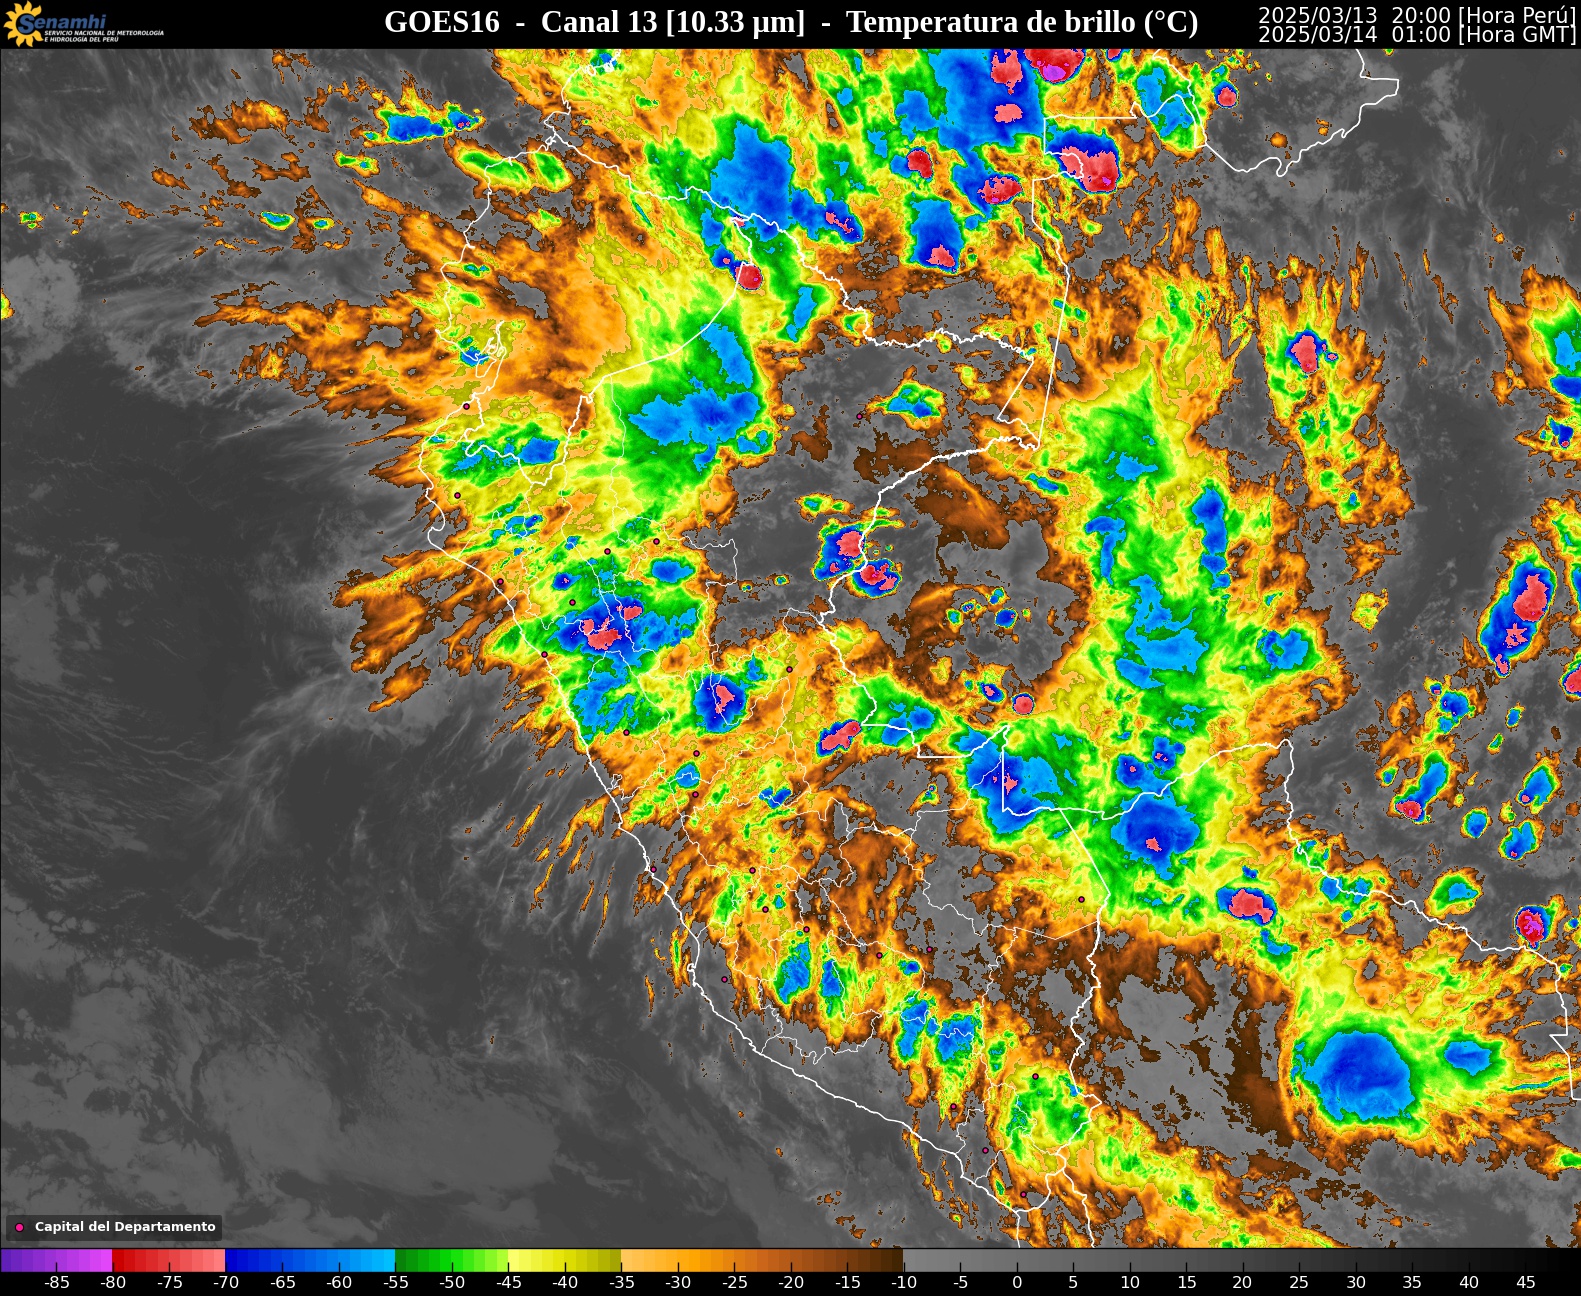 Senamhi
SERVICIO NACIONAL DE METEOROLOGÍA
E HIDROLOGÍA DEL PERÚ
GOES16 - Canal 13 [10.33 µm] - Temperatura de brillo (°C)
2025/03/13 20:00 [Hora Perú]
2025/03/14 01:00 [Hora GMT]
Capital del Departamento
-85 -80 -75 -70 -65 -60 -55 -50 -45 -40 -35 -30 -25 -20 -15 -10 -5 0 5 10 15 20 25 30 35 40 45